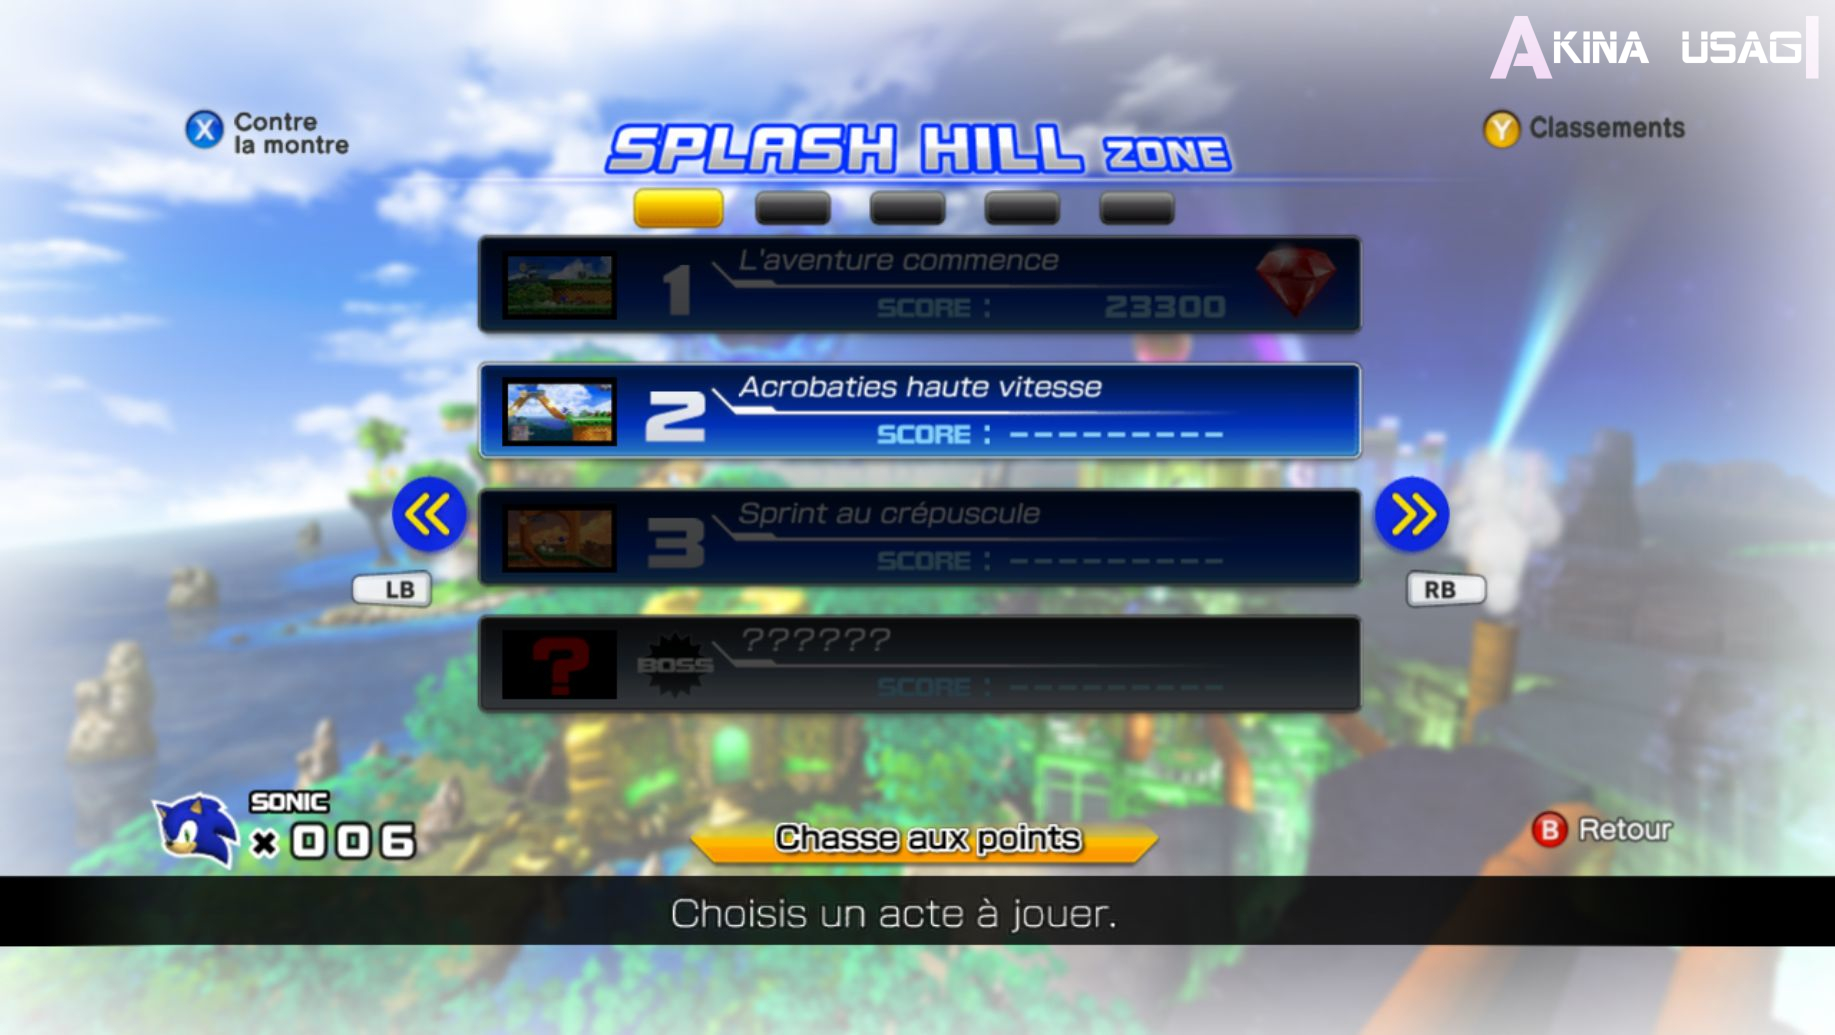 AKINA USAGI
X Contre
la montre
SPLASH HILL ZONE
Y Classements
1 L'aventure commence
SCORE : 23300
2 Acrobaties haute vitesse
SCORE : ---------
3 Sprint au crépuscule
SCORE : ---------
LB
RB
? BOSS ??????
SCORE : ---------
SONIC
× 006
Chasse aux points
B Retour
Choisis un acte à jouer.